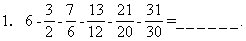 1. 6 - 3/2 - 7/6 - 13/12 - 21/20 - 31/30 = ______.